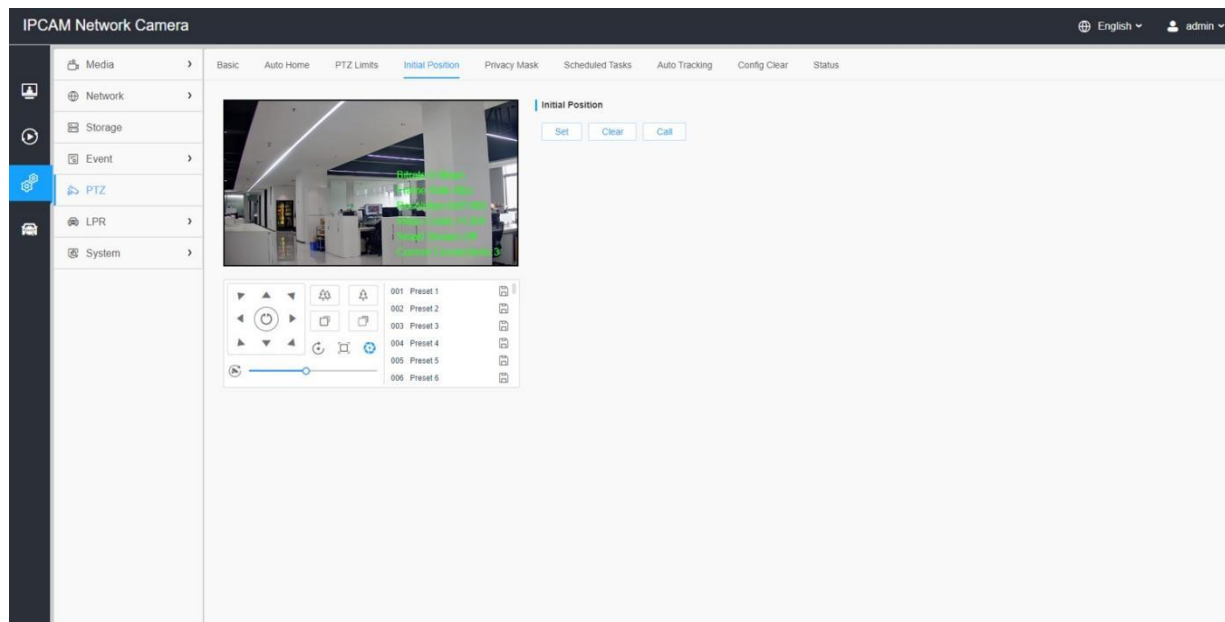 IPCAM Network Camera
English
admin
Media
Network
Storage
Event
PTZ
LPR
System
Basic Auto Home PTZ Limits Initial Position Privacy Mask Scheduled Tasks Auto Tracking Config Clear Status
Initial Position
Set Clear Call
001 Preset 1
002 Preset 2
003 Preset 3
004 Preset 4
005 Preset 5
006 Preset 6